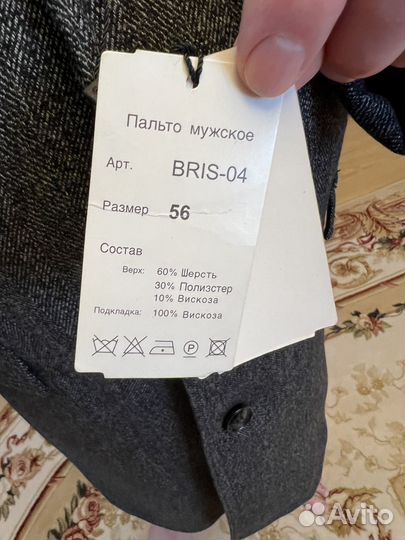 Пальто мужское
Арт. BRIS-04
Размер 56
Состав
Верх: 60% Шерсть
30% Полиэстер
10% Вискоза
Подкладка: 100% Вискоза
P
Avito